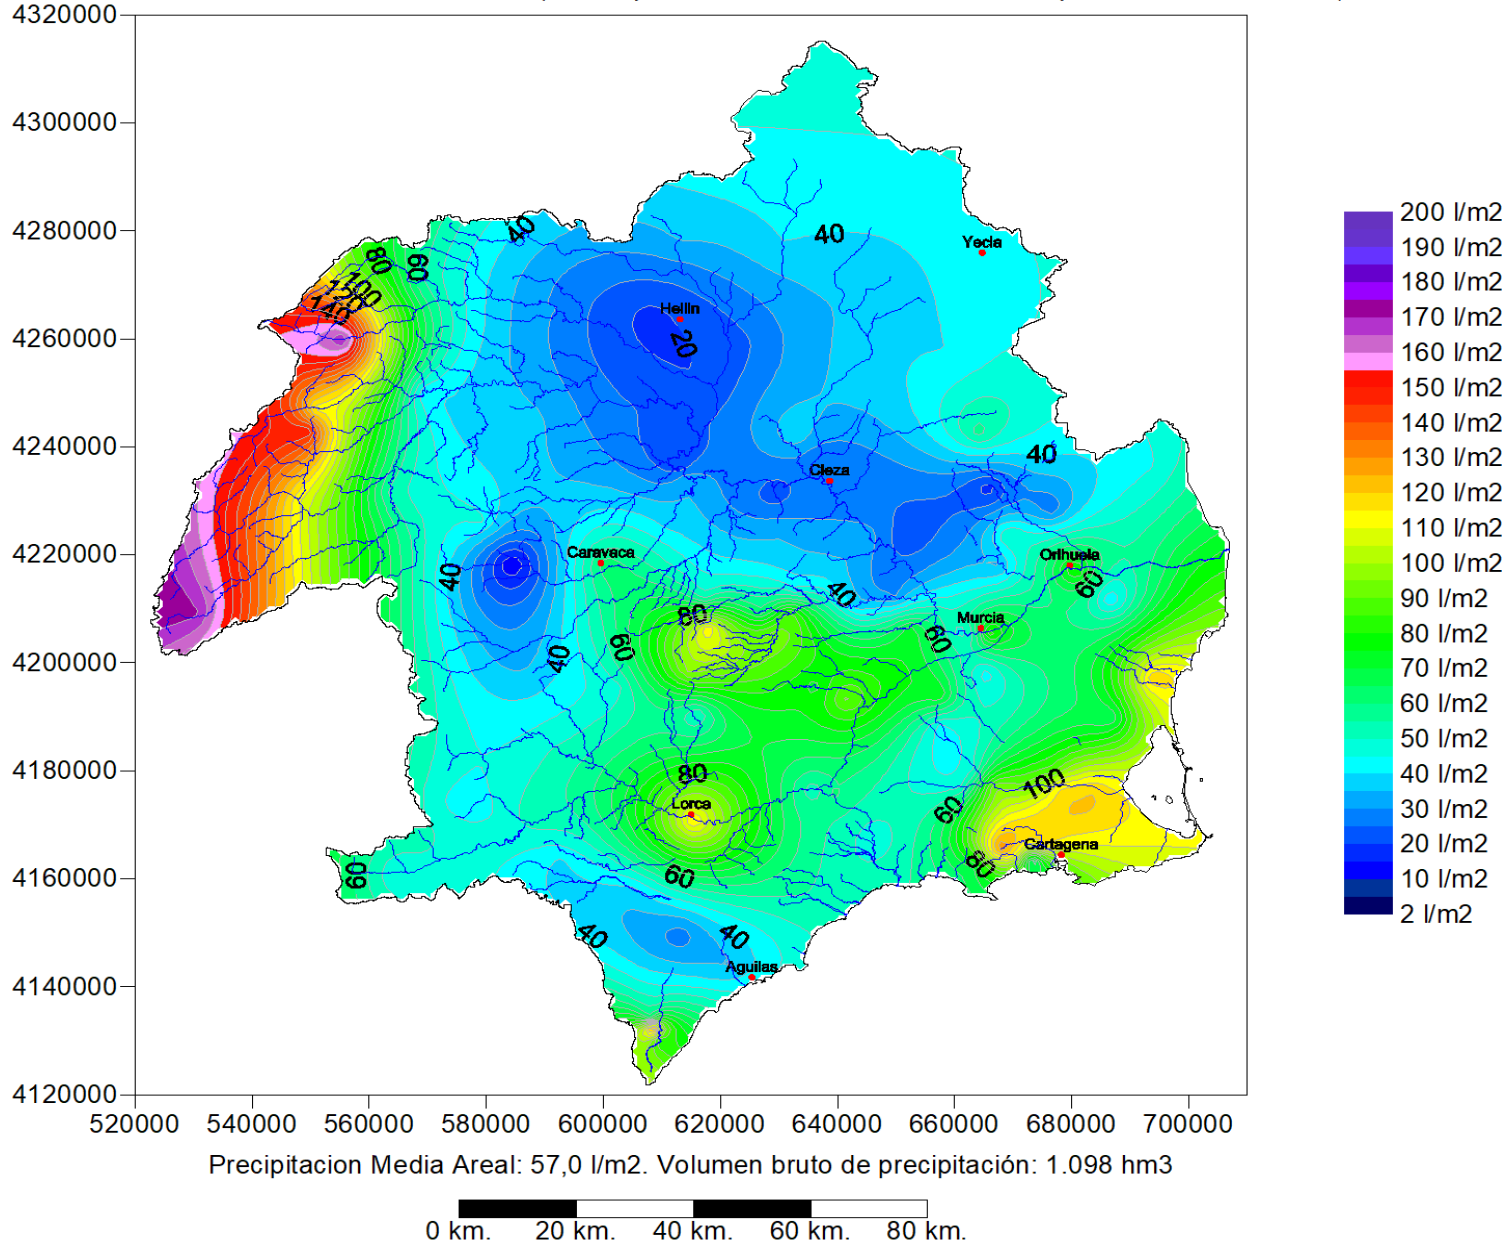 4320000
4300000
4280000
4260000
4240000
4220000
4200000
4180000
4160000
4140000
4120000
520000 540000 560000 580000 600000 620000 640000 660000 680000 700000
40
40
Yecla
80
60
100
120
140
Hellin
20
40
Cieza
Caravaca
Orihuela
40
40
60
80
Murcia
60
60
40
80
100
Lorca
60
Cartagena
80
60
60
40
40
Aguilas
200 l/m2
190 l/m2
180 l/m2
170 l/m2
160 l/m2
150 l/m2
140 l/m2
130 l/m2
120 l/m2
110 l/m2
100 l/m2
90 l/m2
80 l/m2
70 l/m2
60 l/m2
50 l/m2
40 l/m2
30 l/m2
20 l/m2
10 l/m2
2 l/m2
Precipitacion Media Areal: 57,0 l/m2. Volumen bruto de precipitación: 1.098 hm3
0 km. 20 km. 40 km. 60 km. 80 km.